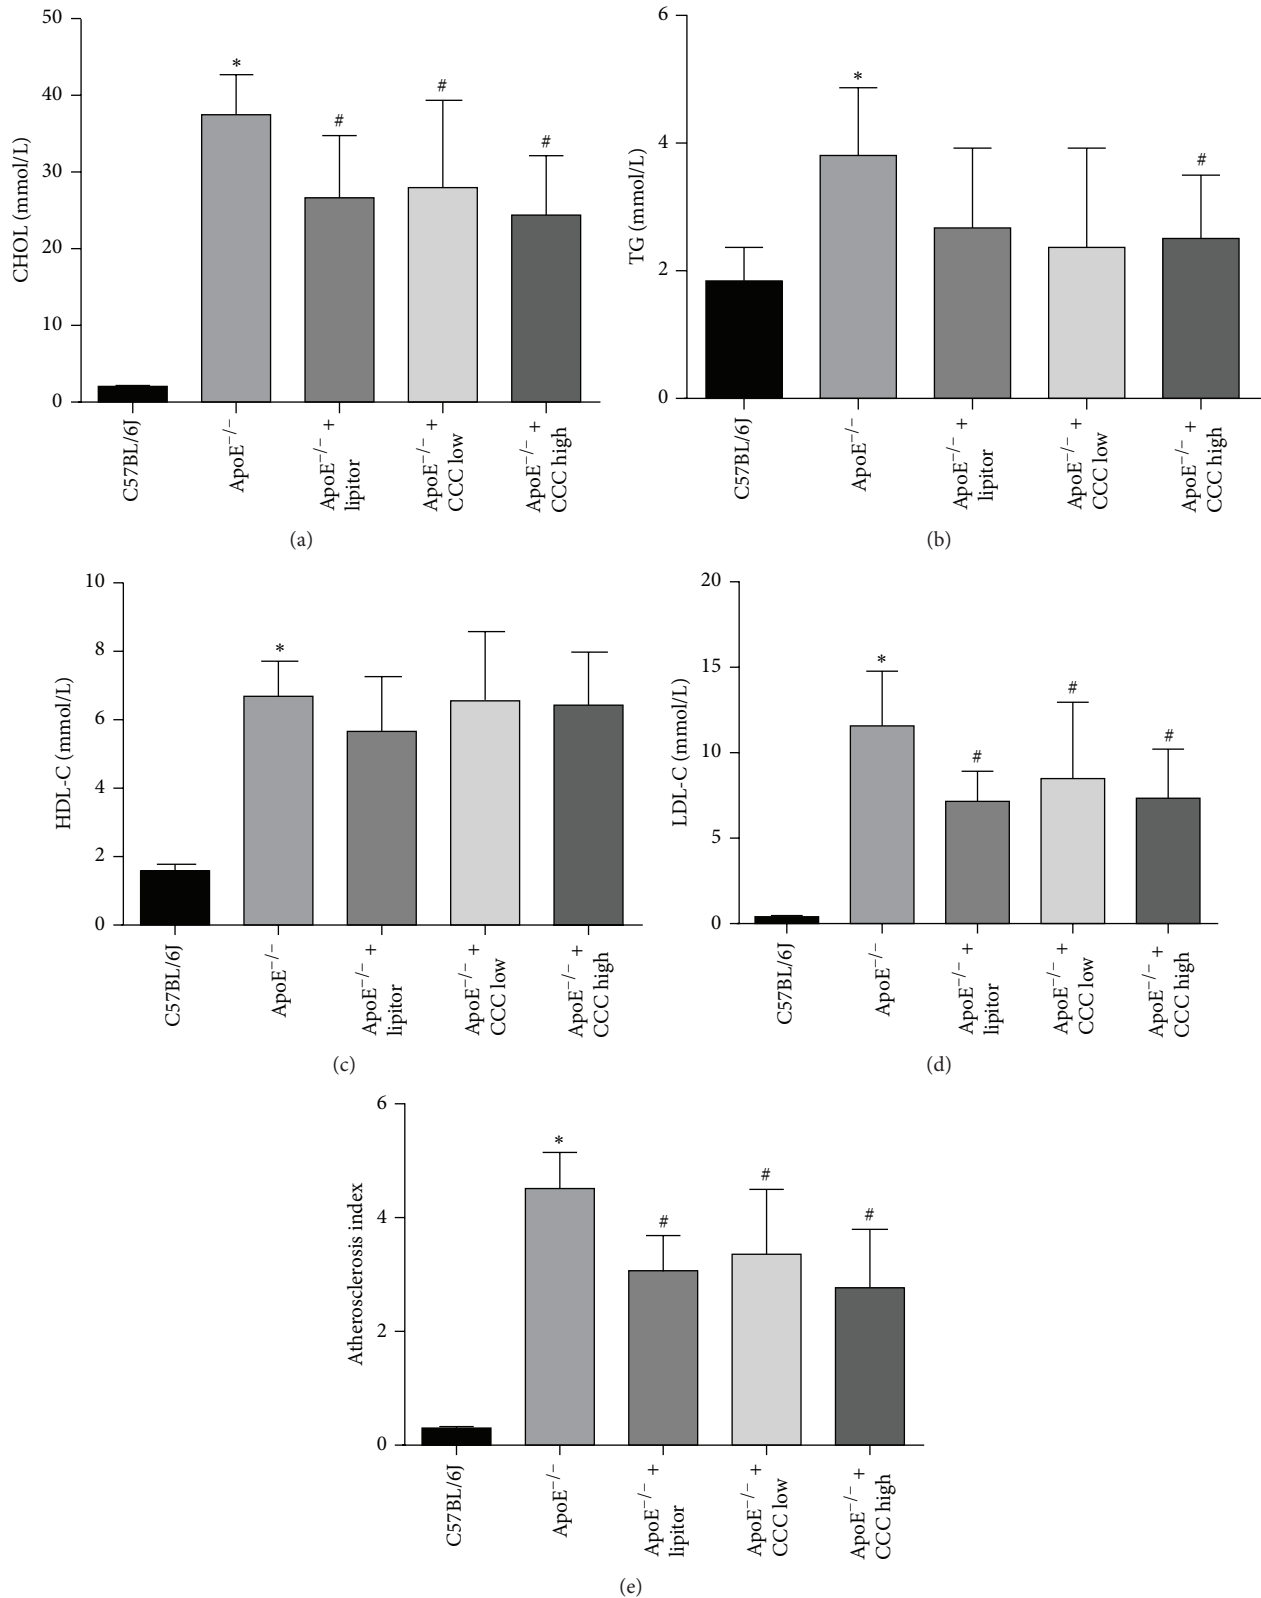 50
40
30
20
10
0
CHOL (mmol/L)
*
#
#
#
C57BL/6J
ApoE−/−
ApoE−/− +
lipitor
ApoE−/− +
CCC low
ApoE−/− +
CCC high
(a)
6
4
2
0
TG (mmol/L)
*
#
C57BL/6J
ApoE−/−
ApoE−/− +
lipitor
ApoE−/− +
CCC low
ApoE−/− +
CCC high
(b)
10
8
6
4
2
0
HDL-C (mmol/L)
*
C57BL/6J
ApoE−/−
ApoE−/− +
lipitor
ApoE−/− +
CCC low
ApoE−/− +
CCC high
(c)
20
15
10
5
0
LDL-C (mmol/L)
*
#
#
#
C57BL/6J
ApoE−/−
ApoE−/− +
lipitor
ApoE−/− +
CCC low
ApoE−/− +
CCC high
(d)
6
4
2
0
Atherosclerosis index
*
#
#
#
C57BL/6J
ApoE−/−
ApoE−/− +
lipitor
ApoE−/− +
CCC low
ApoE−/− +
CCC high
(e)